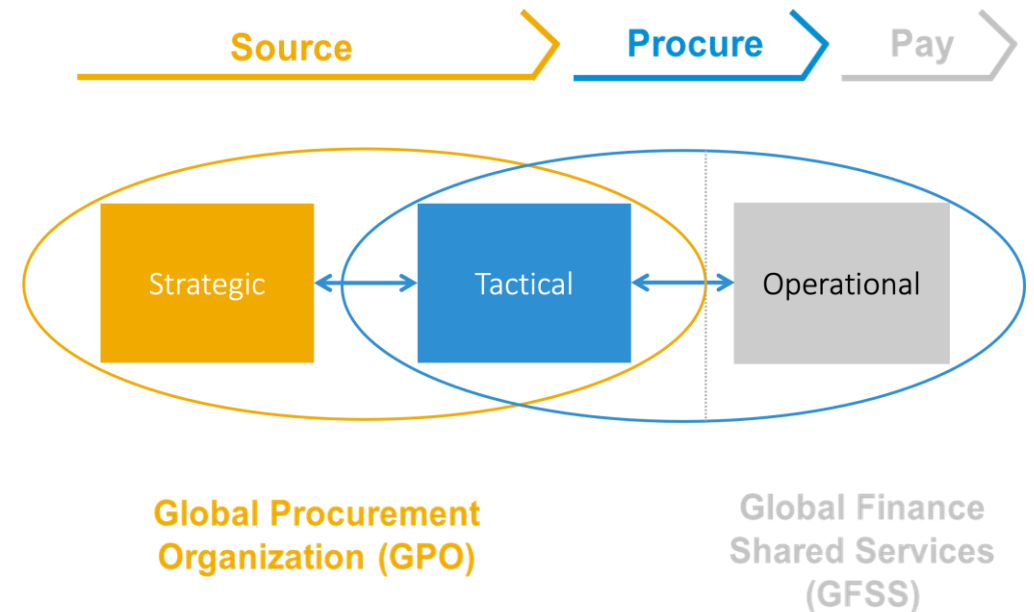 Source
Procure
Pay
Strategic
Tactical
Operational
Global Procurement
Organization (GPO)
Global Finance
Shared Services
(GFSS)